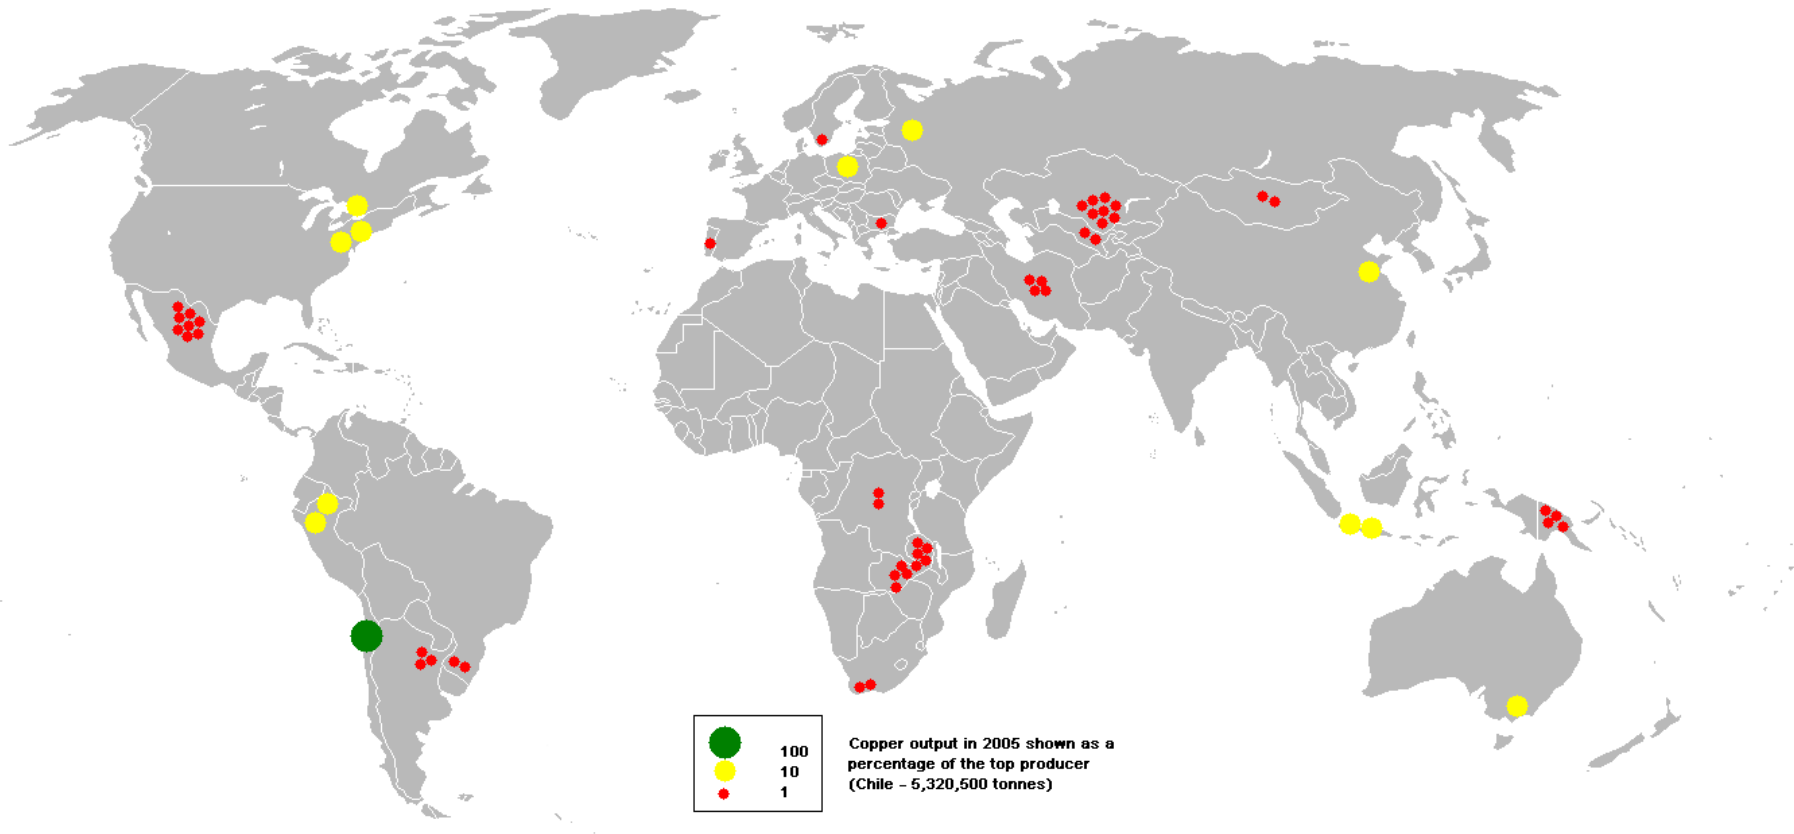 100
10
1
Copper output in 2005 shown as a
percentage of the top producer
(Chile - 5,320,500 tonnes)